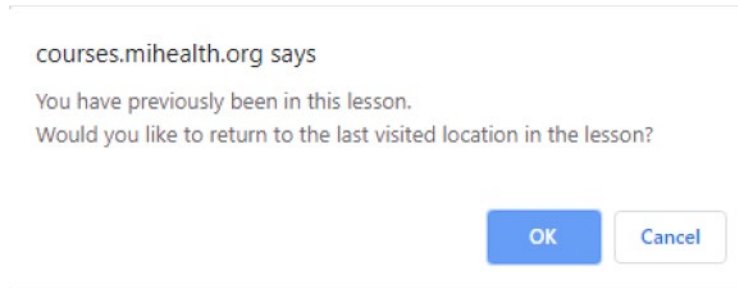 courses.mihealth.org says
You have previously been in this lesson.
Would you like to return to the last visited location in the lesson?
OK
Cancel